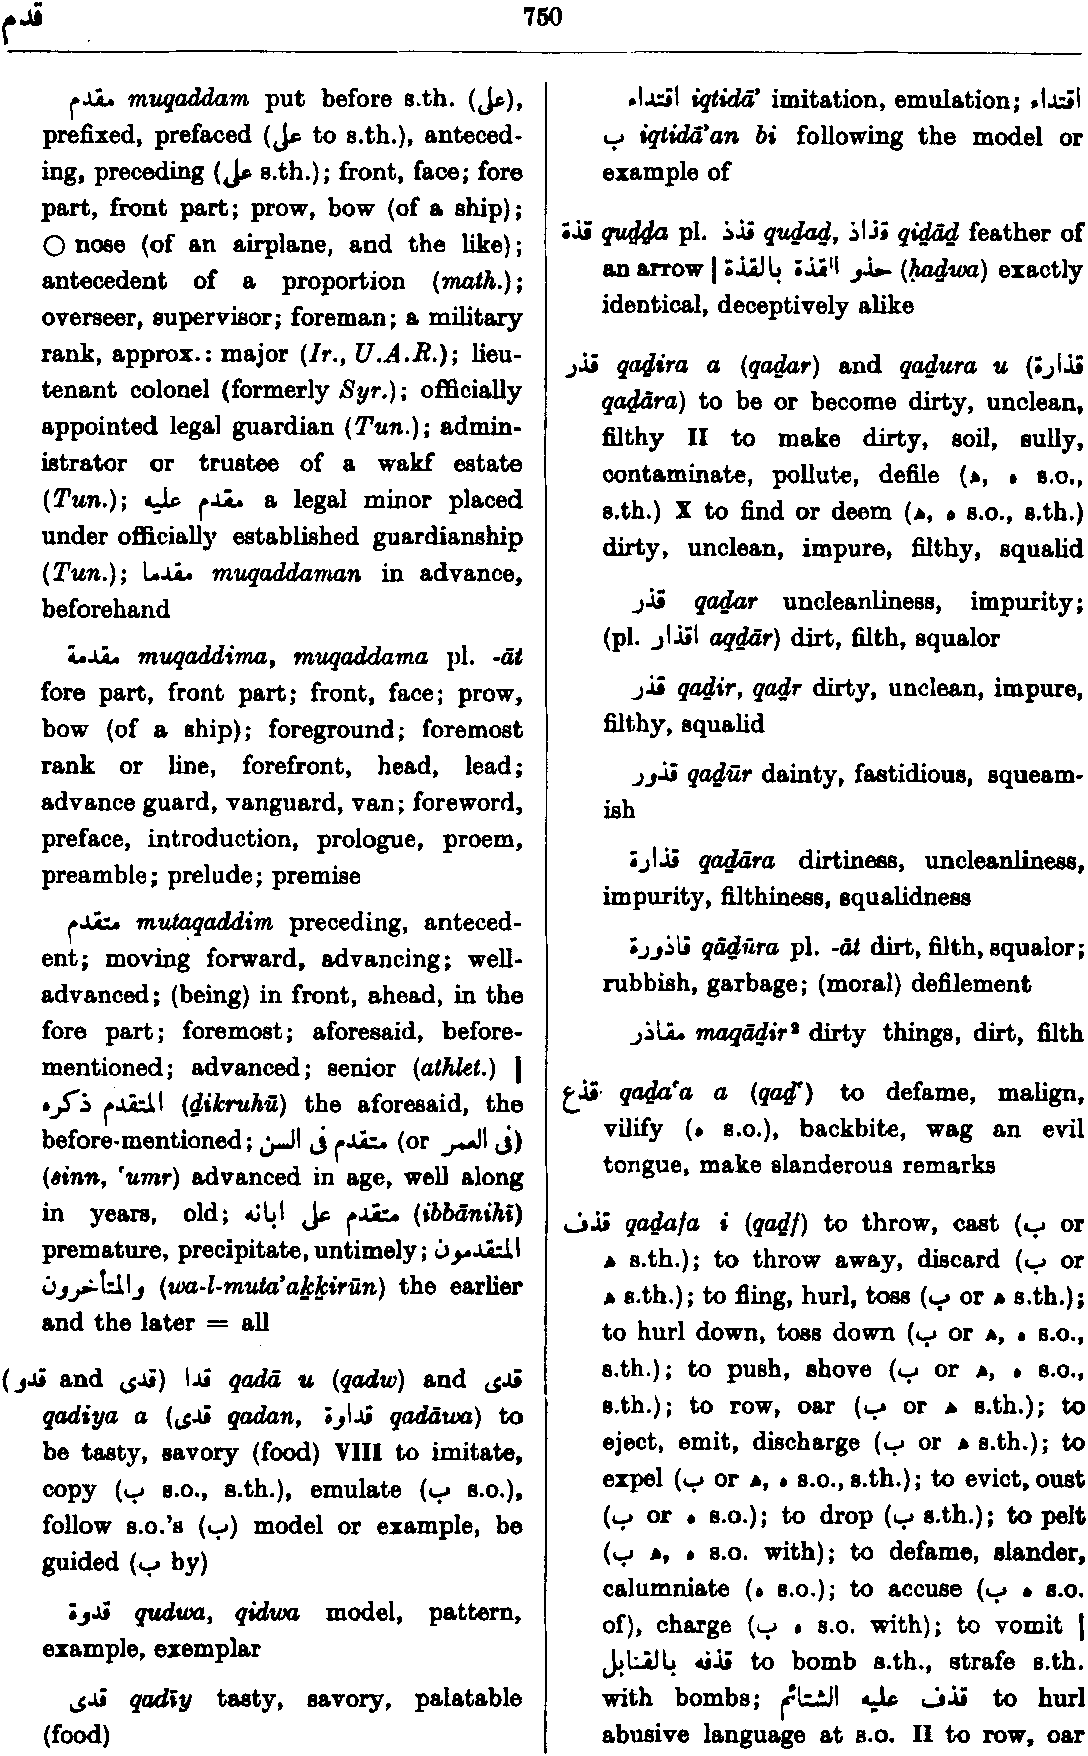 قدم
750
مقدم muqaddam put before s.th. (على),
prefixed, prefaced (على to s.th.), anteced-
ing, preceding (على s.th.); front, face; fore
part, front part; prow, bow (of a ship);
○ nose (of an airplane, and the like);
antecedent of a proportion (math.);
overseer, supervisor; foreman; a military
rank, approx.: major (Ir., U.A.R.); lieu-
tenant colonel (formerly Syr.); officially
appointed legal guardian (Tun.); admin-
istrator or trustee of a wakf estate
(Tun.); مقدم عليه a legal minor placed
under officially established guardianship
(Tun.); مقدما muqaddaman in advance,
beforehand
مقدمة muqaddima, muqaddama pl. -āt
fore part, front part; front, face; prow,
bow (of a ship); foreground; foremost
rank or line, forefront, head, lead;
advance guard, vanguard, van; foreword,
preface, introduction, prologue, proem,
preamble; prelude; premise
متقدم mutaqaddim preceding, anteced-
ent; moving forward, advancing; well-
advanced; (being) in front, ahead, in the
fore part; foremost; aforesaid, before-
mentioned; advanced; senior (athlet.) |
المتقدم ذكره (ḏikruhū) the aforesaid, the
before-mentioned; متقدم فى السن (or فى العمر)
(sinn, ‘umr) advanced in age, well along
in years, old; متقدم على ابانه (ibbānihī)
premature, precipitate, untimely; المتقدمون
والمتأخرون (wa-l-muta’aḵḵirūn) the earlier
and the later = all
(قدو and قدى) قدا qadā u (qadw) and قدى
qadiya a (قدى qadan, قداوة qadāwa) to
be tasty, savory (food) VIII to imitate,
copy (ب s.o., s.th.), emulate (ب s.o.),
follow s.o.’s (ب) model or example, be
guided (ب by)
قدوة qudwa, qidwa model, pattern,
example, exemplar
قدى qadīy tasty, savory, palatable
(food)
اقتداء iqtidā’ imitation, emulation; اقتداء
ب iqtidā’an bi following the model or
example of
قذة quḏḏa pl. قذذ quḏaḏ, قذاذ qiḏāḏ feather of
an arrow | حذو القذة بالقذة (ḥaḏwa) exactly
identical, deceptively alike
قذر qaḏira a (qaḏar) and qaḏura u (قذارة
qaḏāra) to be or become dirty, unclean,
filthy II to make dirty, soil, sully,
contaminate, pollute, defile (ه, ه s.o.,
s.th.) X to find or deem (ه, ه s.o., s.th.)
dirty, unclean, impure, filthy, squalid
قذر qaḏar uncleanliness, impurity;
(pl. اقذار aqḏār) dirt, filth, squalor
قذر qaḏir, qaḏr dirty, unclean, impure,
filthy, squalid
قذور qaḏūr dainty, fastidious, squeam-
ish
قذارة qaḏāra dirtiness, uncleanliness,
impurity, filthiness, squalidness
قاذورة qāḏūra pl. -āt dirt, filth, squalor;
rubbish, garbage; (moral) defilement
مقاذر maqāḏir² dirty things, dirt, filth
قذع qaḏa‘a a (qaḏ‘) to defame, malign,
vilify (ه s.o.), backbite, wag an evil
tongue, make slanderous remarks
قذف qaḏafa i (qaḏf) to throw, cast (ب or
ه s.th.); to throw away, discard (ب or
ه s.th.); to fling, hurl, toss (ب or ه s.th.);
to hurl down, toss down (ب or ه, ه s.o.,
s.th.); to push, shove (ب or ه, ه s.o.,
s.th.); to row, oar (ب or ه s.th.); to
eject, emit, discharge (ب or ه s.th.); to
expel (ب or ه, ه s.o., s.th.); to evict, oust
(ب or ه s.o.); to drop (ب s.th.); to pelt
(ب ه, ه s.o. with); to defame, slander,
calumniate (ه s.o.); to accuse (ب ه s.o.
of), charge (ب ه s.o. with); to vomit |
قذفه بالقنابل to bomb s.th., strafe s.th.
with bombs; قذف عليه الشتائم to hurl
abusive language at s.o. II to row, oar